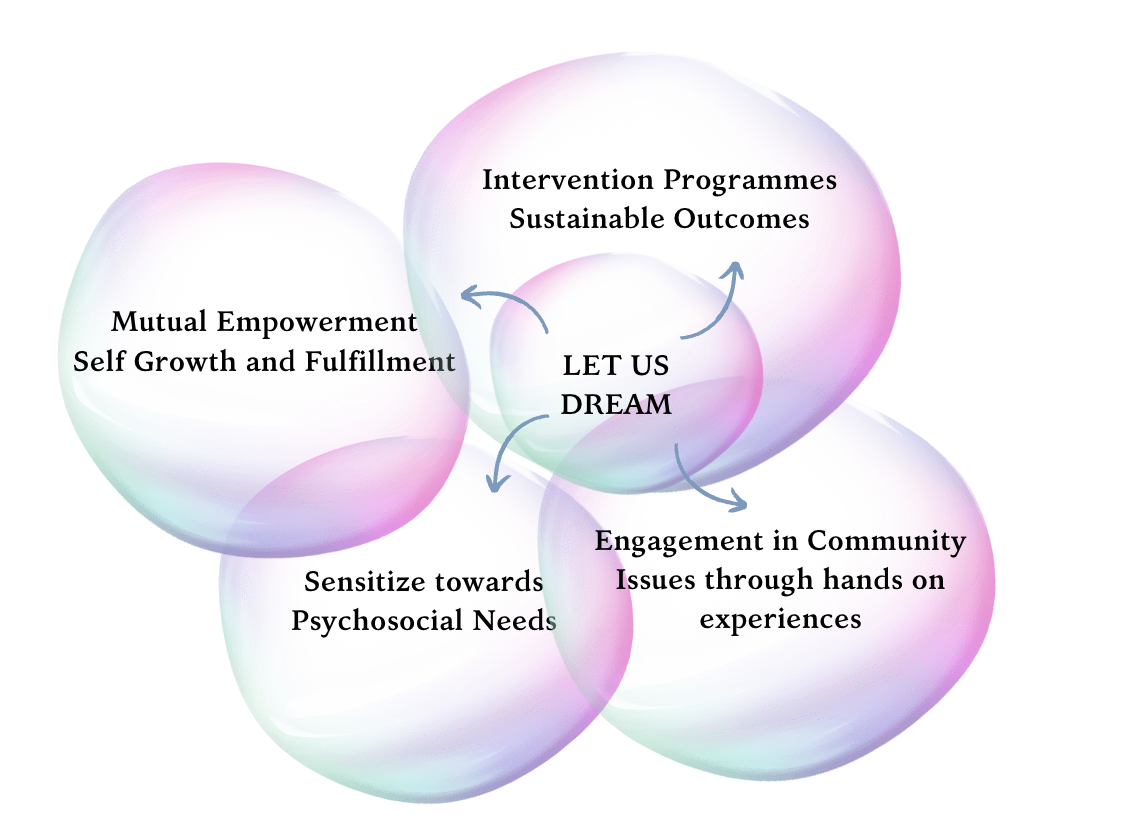 Intervention Programmes
Sustainable Outcomes
Mutual Empowerment
Self Growth and Fulfillment
LET US
DREAM
Sensitize towards
Psychosocial Needs
Engagement in Community
Issues through hands on
experiences